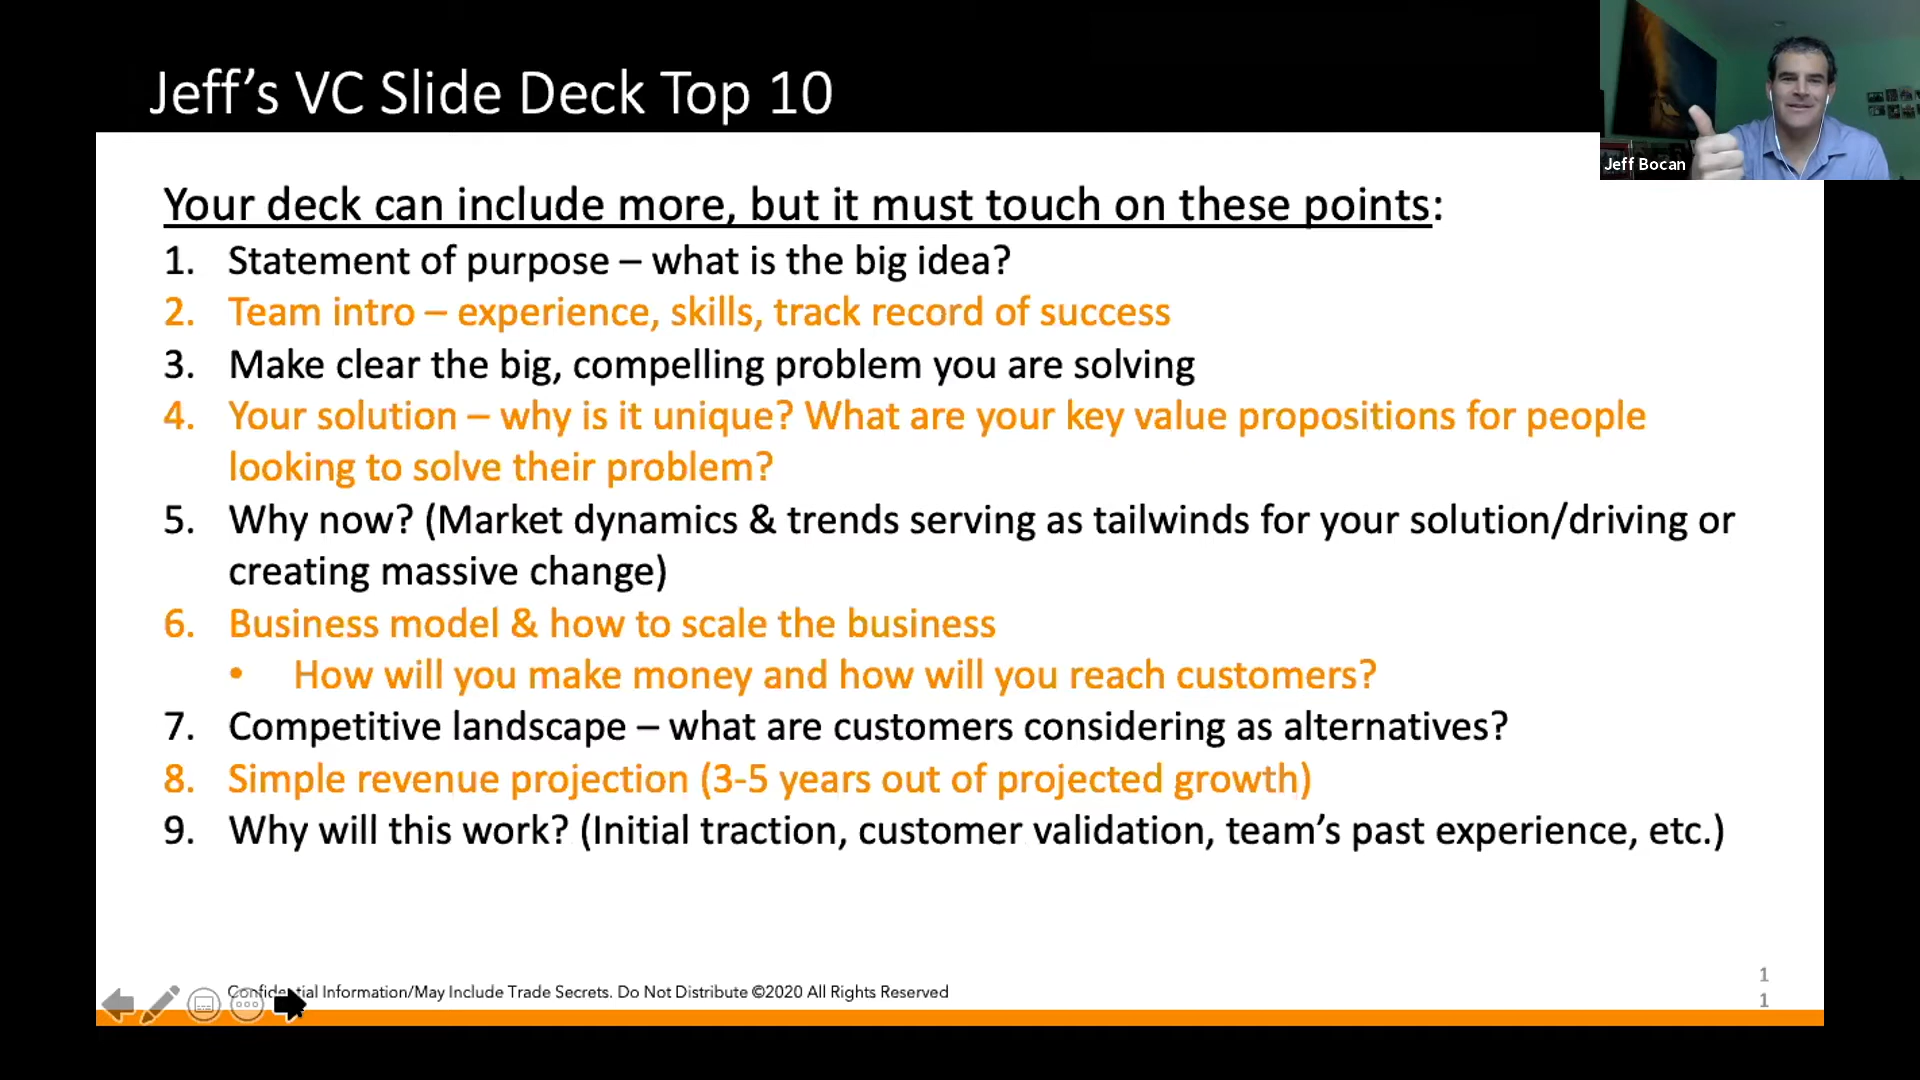 Jeff's VC Slide Deck Top 10
Jeff Bocan
Your deck can include more, but it must touch on these points:
1. Statement of purpose – what is the big idea?
2. Team intro – experience, skills, track record of success
3. Make clear the big, compelling problem you are solving
4. Your solution – why is it unique? What are your key value propositions for people
looking to solve their problem?
5. Why now? (Market dynamics & trends serving as tailwinds for your solution/driving or
creating massive change)
6. Business model & how to scale the business
• How will you make money and how will you reach customers?
7. Competitive landscape – what are customers considering as alternatives?
8. Simple revenue projection (3-5 years out of projected growth)
9. Why will this work? (Initial traction, customer validation, team's past experience, etc.)
Confidential Information/May Include Trade Secrets. Do Not Distribute ©2020 All Rights Reserved
1
1